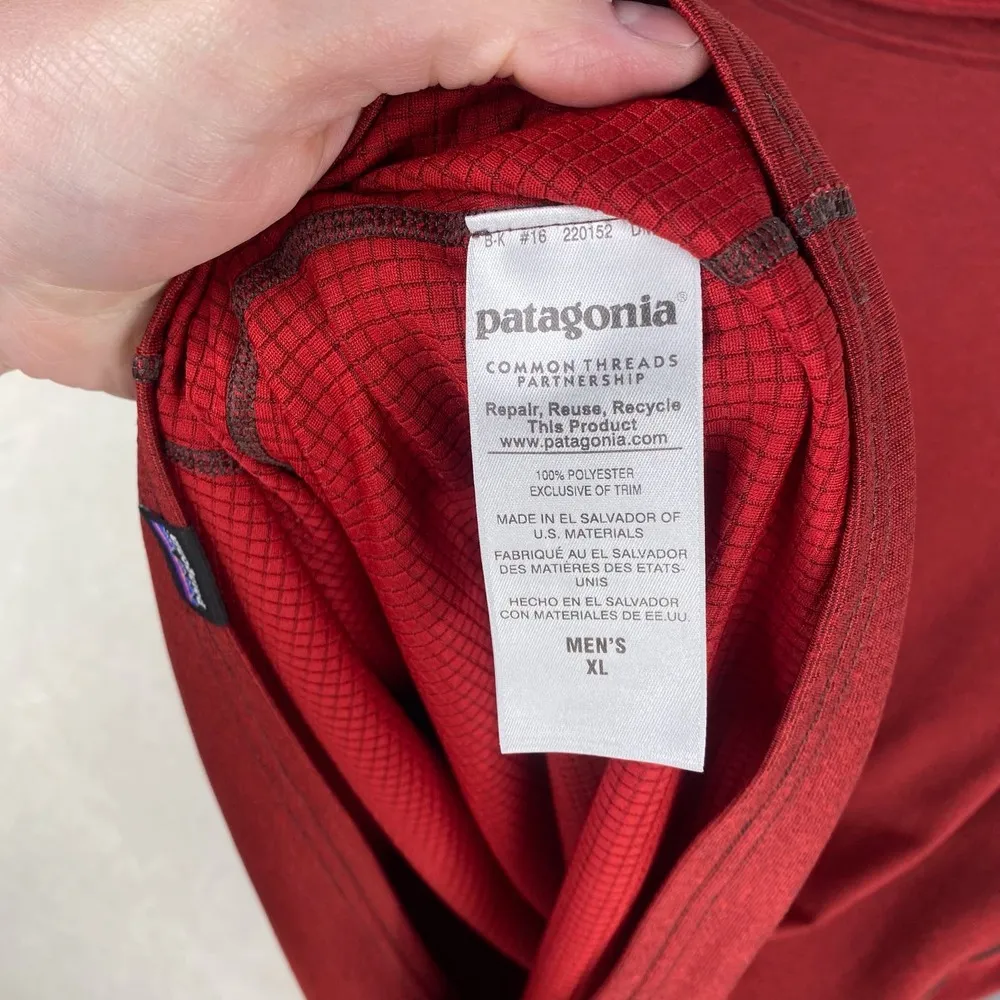 B-K #16 220152
patagonia®
COMMON THREADS
PARTNERSHIP
Repair, Reuse, Recycle
This Product
www.patagonia.com
100% POLYESTER
EXCLUSIVE OF TRIM
MADE IN EL SALVADOR OF
U.S. MATERIALS
FABRIQUÉ AU EL SALVADOR
DES MATIÈRES DES ETATS-
UNIS
HECHO EN EL SALVADOR
CON MATERIALES DE EE.UU.
MEN'S
XL